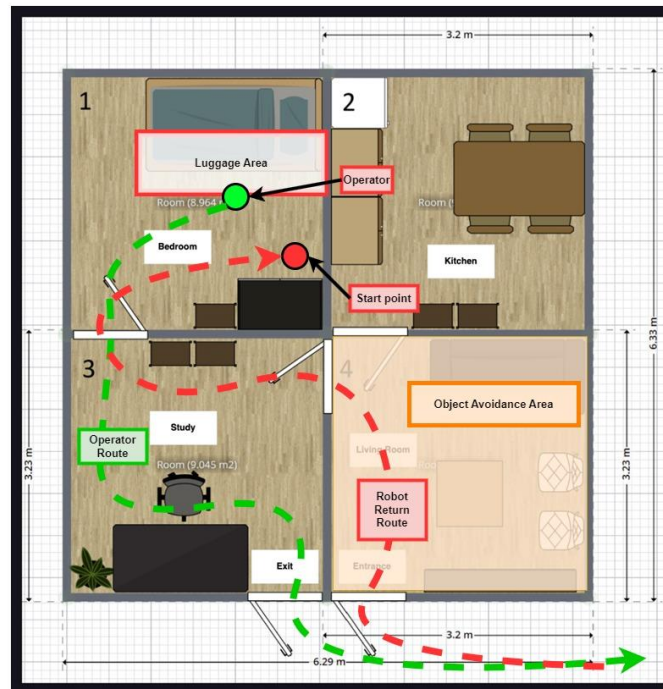 3.2 m
1
2
Luggage Area
Operator
Room (8.964 m
Room (
Bedroom
Kitchen
Start point
6.33 m
3
4
Object Avoidance Area
Study
Operator
Route
Living Room
Room (9.045 m2)
3.23 m
3.23 m
Robot
Return
Route
Exit
Entrance
3.2 m
6.29 m